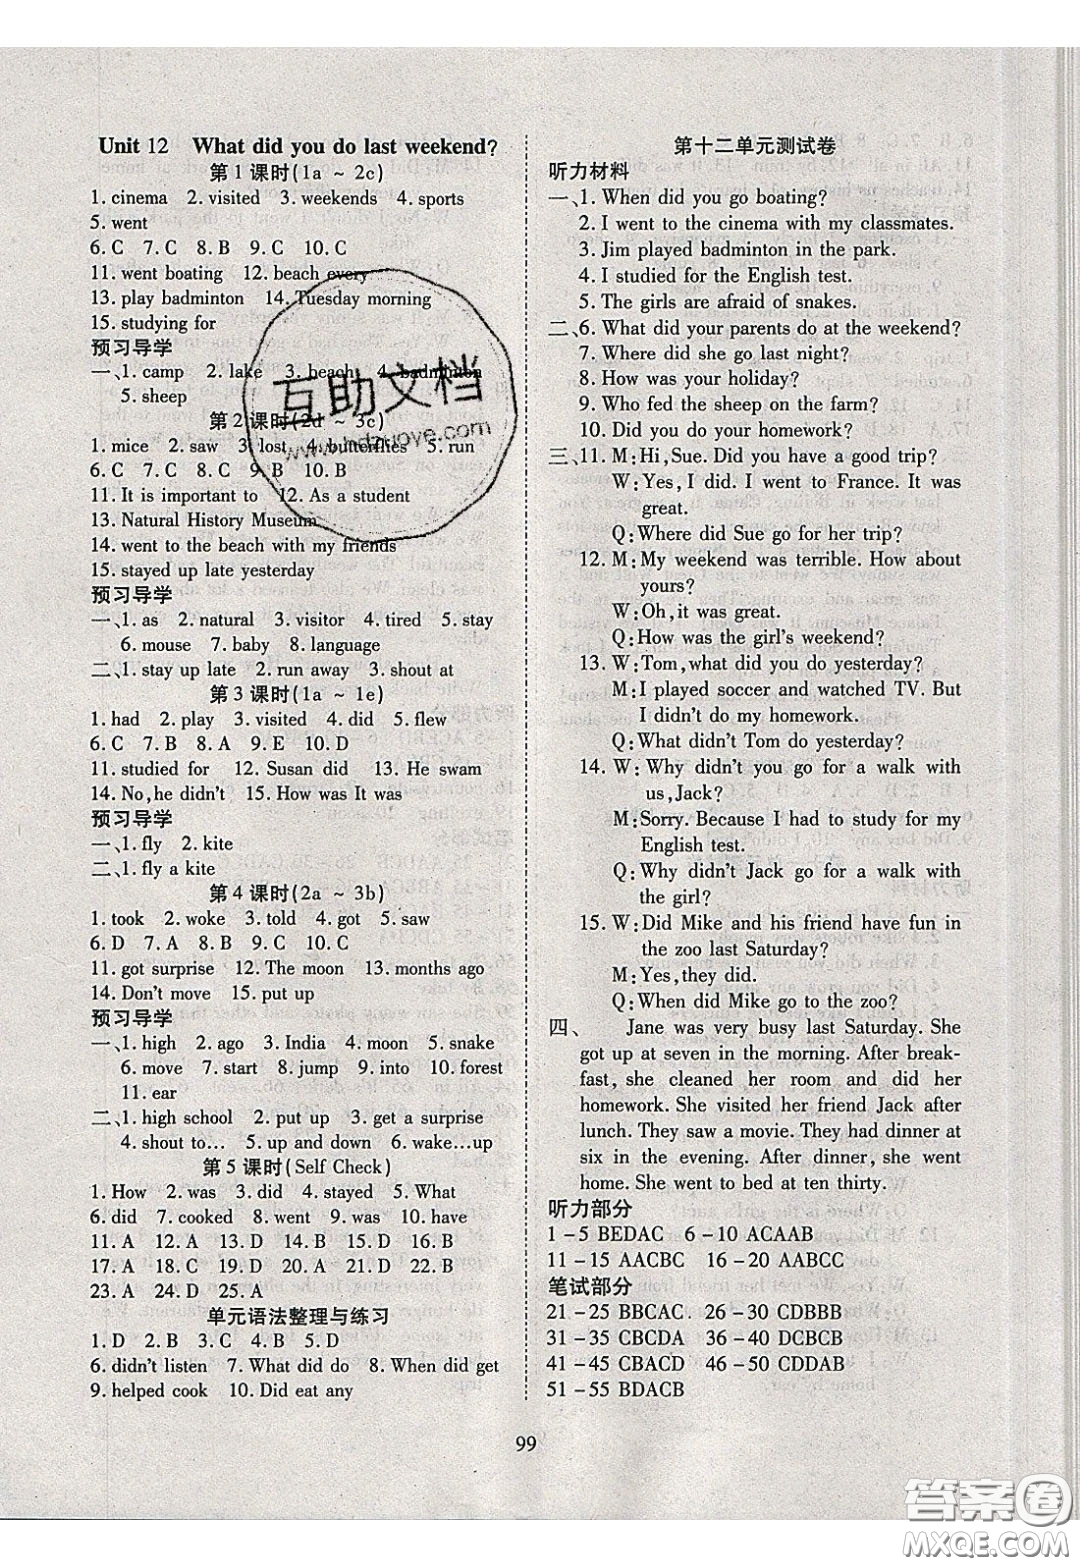 Unit 12 What did you do last weekend?
第 1 课时(1a ~ 2c)
1. cinema 2. visited 3. weekends 4. sports
5. went
6. C 7. C 8. B 9. C 10. C
11. went boating 12. beach every
13. play badminton 14. Tuesday morning
15. studying for
预习导学
一、1. camp 2. lake 3. beach 4. badminton
5. sheep
第 2 课时(2d ~ 3c)
1. mice 2. saw 3. lost 4. butterflies 5. run
6. C 7. C 8. C 9. B 10. B
11. It is important to 12. As a student
13. Natural History Museum
14. went to the beach with my friends
15. stayed up late yesterday
预习导学
一、1. as 2. natural 3. visitor 4. tired 5. stay
6. mouse 7. baby 8. language
二、1. stay up late 2. run away 3. shout at
第 3 课时(1a ~ 1e)
1. had 2. play 3. visited 4. did 5. flew
6. C 7. C 8. A 9. E 10. D
11. studied for 12. Susan did 13. He swam
14. No, he didn't 15. How was It was
预习导学
一、1. fly 2. kite
二、1. fly a kite
第 4 课时(2a ~ 3b)
1. took 2. woke 3. told 4. got 5. saw
6. D 7. A 8. B 9. C 10. C
11. got surprise 12. The moon 13. months ago
14. Don't move 15. put up
预习导学
一、1. high 2. ago 3. India 4. moon 5. snake
6. move 7. start 8. jump 9. into 10. forest
11. ear
二、1. high school 2. put up 3. get a surprise
4. shout to… 5. up and down 6. wake…up
第 5 课时(Self Check)
1. How 2. was 3. did 4. stayed 5. What
6. did 7. cooked 8. went 9. was 10. have
11. A 12. A 13. D 14. D 15. D 16. B
17. A 18. C 19. D 20. A 21. D 22. B
23. A 24. D 25. A
单元语法整理与练习
1. D 2. B 3. C 4. B 5. D
6. didn't listen 7. What did do 8. When did get
9. helped cook 10. Did eat any
第十二单元测试卷
听力材料
一、1. When did you go boating?
2. I went to the cinema with my classmates.
3. Jim played badminton in the park.
4. I studied for the English test.
5. The girls are afraid of snakes.
二、6. What did your parents do at the weekend?
7. Where did she go last night?
8. How was your holiday?
9. Who fed the sheep on the farm?
10. Did you do your homework?
三、11. M: Hi, Sue. Did you have a good trip?
W: Yes, I did. I went to France. It was
great.
Q: Where did Sue go for her trip?
12. M: My weekend was terrible. How about
yours?
W: Oh, it was great.
Q: How was the girl's weekend?
13. W: Tom, what did you do yesterday?
M: I played soccer and watched TV. But
I didn't do my homework.
Q: What didn't Tom do yesterday?
14. W: Why didn't you go for a walk with
us, Jack?
M: Sorry. Because I had to study for my
English test.
Q: Why didn't Jack go for a walk with
the girl?
15. W: Did Mike and his friend have fun in
the zoo last Saturday?
M: Yes, they did.
Q: When did Mike go to the zoo?
四、 Jane was very busy last Saturday. She
got up at seven in the morning. After break-
fast, she cleaned her room and did her
homework. She visited her friend Jack after
lunch. They saw a movie. They had dinner at
six in the evening. After dinner, she went
home. She went to bed at ten thirty.
听力部分
1－5 BEDAC 6－10 ACAAB
11－15 AACBC 16－20 AABCC
笔试部分
21－25 BBCAC 26－30 CDBBB
31－35 CBCDA 36－40 DCBCB
41－45 CBACD 46－50 CDDAB
51－55 BDACB
99
互助文档
www.hdzuoye.com
答案卷
MXQE.COM